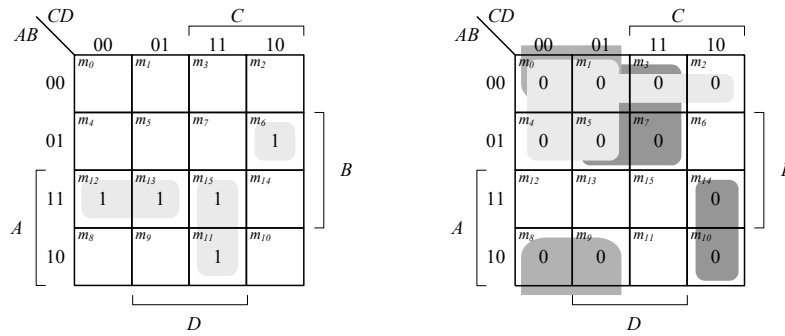 CD C CD C
AB 00 01 11 10 AB 00 01 11 10
00 m0 m1 m3 m2 00 m0 0 m1 0 m3 0 m2 0
01 m4 m5 m7 m6 1 B 01 m4 0 m5 0 m7 0 m6
A 11 m12 1 m13 1 m15 1 m14 A 11 m12 m13 m15 m14 0
10 m8 m9 m11 1 m10 10 m8 0 m9 0 m11 m10 0
D D